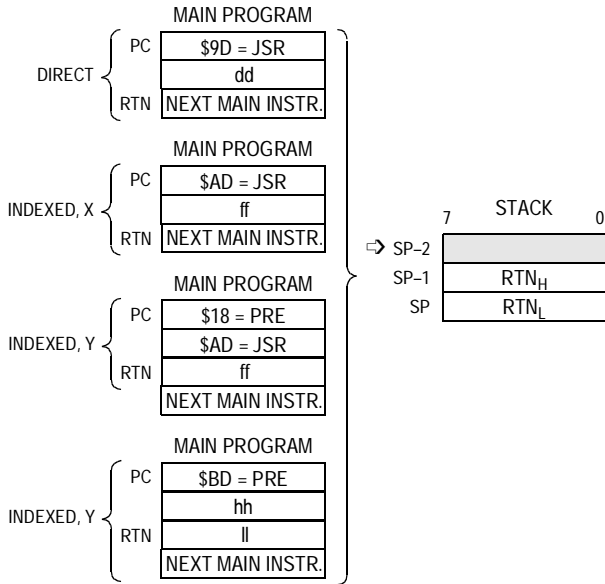 MAIN PROGRAM
PC $9D = JSR
DIRECT dd
RTN NEXT MAIN INSTR.
MAIN PROGRAM
PC $AD = JSR
INDEXED, X ff
RTN NEXT MAIN INSTR.
MAIN PROGRAM
PC $18 = PRE
INDEXED, Y $AD = JSR
RTN ff
NEXT MAIN INSTR.
MAIN PROGRAM
PC $BD = PRE
INDEXED, Y hh
RTN ll
NEXT MAIN INSTR.
7 STACK 0
➩ SP–2
SP–1 RTNH
SP RTNL